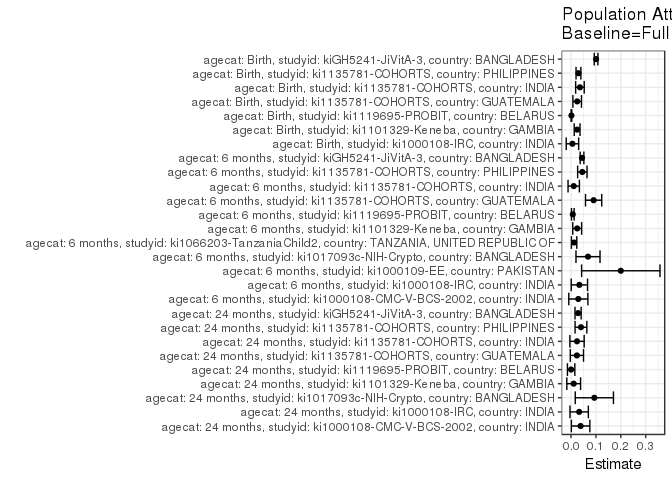 Population Att
Baseline=Full
agecat: Birth, studyid: kiGH5241-JiVitA-3, country: BANGLADESH
agecat: Birth, studyid: ki1135781-COHORTS, country: PHILIPPINES
agecat: Birth, studyid: ki1135781-COHORTS, country: INDIA
agecat: Birth, studyid: ki1135781-COHORTS, country: GUATEMALA
agecat: Birth, studyid: ki1119695-PROBIT, country: BELARUS
agecat: Birth, studyid: ki1101329-Keneba, country: GAMBIA
agecat: Birth, studyid: ki1000108-IRC, country: INDIA
agecat: 6 months, studyid: kiGH5241-JiVitA-3, country: BANGLADESH
agecat: 6 months, studyid: ki1135781-COHORTS, country: PHILIPPINES
agecat: 6 months, studyid: ki1135781-COHORTS, country: INDIA
agecat: 6 months, studyid: ki1135781-COHORTS, country: GUATEMALA
agecat: 6 months, studyid: ki1119695-PROBIT, country: BELARUS
agecat: 6 months, studyid: ki1101329-Keneba, country: GAMBIA
agecat: 6 months, studyid: ki1066203-TanzaniaChild2, country: TANZANIA, UNITED REPUBLIC OF
agecat: 6 months, studyid: ki1017093c-NIH-Crypto, country: BANGLADESH
agecat: 6 months, studyid: ki1000109-EE, country: PAKISTAN
agecat: 6 months, studyid: ki1000108-IRC, country: INDIA
agecat: 6 months, studyid: ki1000108-CMC-V-BCS-2002, country: INDIA
agecat: 24 months, studyid: kiGH5241-JiVitA-3, country: BANGLADESH
agecat: 24 months, studyid: ki1135781-COHORTS, country: PHILIPPINES
agecat: 24 months, studyid: ki1135781-COHORTS, country: INDIA
agecat: 24 months, studyid: ki1135781-COHORTS, country: GUATEMALA
agecat: 24 months, studyid: ki1119695-PROBIT, country: BELARUS
agecat: 24 months, studyid: ki1101329-Keneba, country: GAMBIA
agecat: 24 months, studyid: ki1017093c-NIH-Crypto, country: BANGLADESH
agecat: 24 months, studyid: ki1000108-IRC, country: INDIA
agecat: 24 months, studyid: ki1000108-CMC-V-BCS-2002, country: INDIA
0.0 0.1 0.2 0.3
Estimate